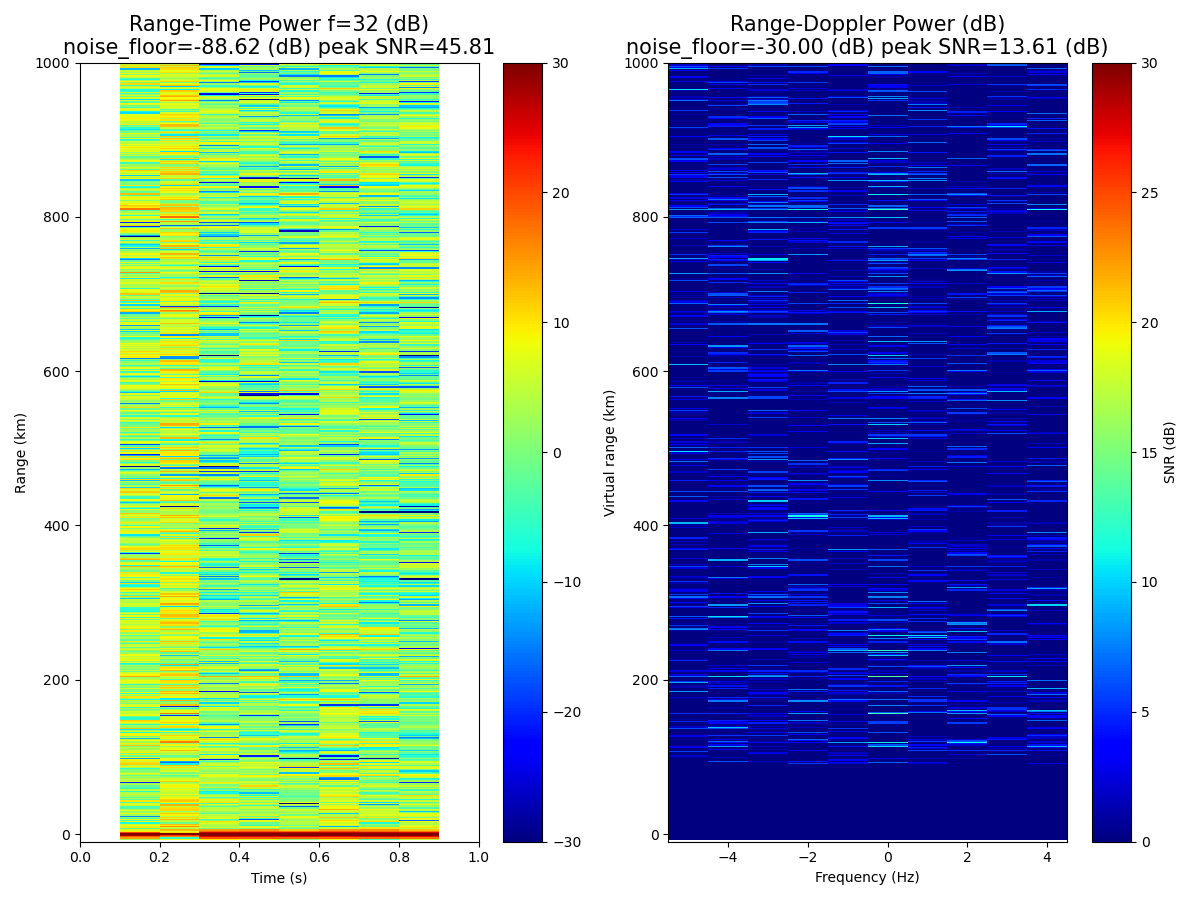 Range-Time Power f=32 (dB)
noise_floor=-88.62 (dB) peak SNR=45.81
1000
800
600
400
200
0
Range (km)
0.0 0.2 0.4 0.6 0.8 1.0
Time (s)
30
20
10
0
−10
−20
−30
Range-Doppler Power (dB)
noise_floor=-30.00 (dB) peak SNR=13.61 (dB)
1000
800
600
400
200
0
Virtual range (km)
−4 −2 0 2 4
Frequency (Hz)
30
25
20
15
10
5
0
SNR (dB)